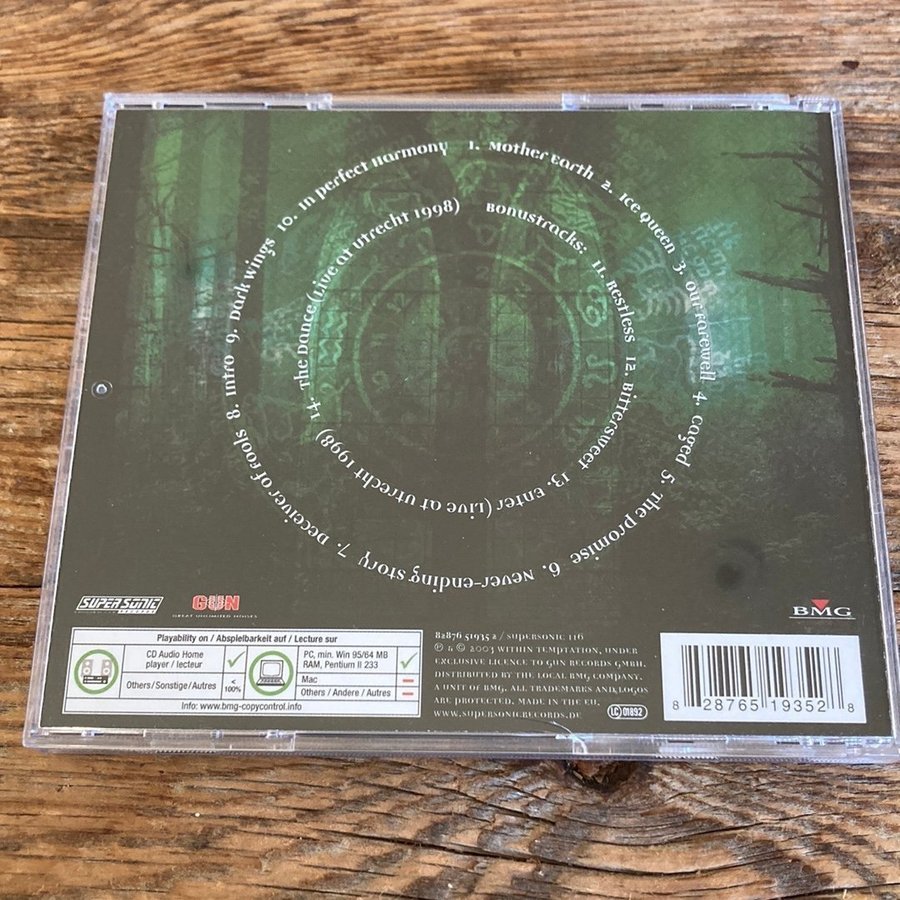 1. Mother Earth 2. Ice Queen 3. Our Farewell 4. Caged 5. The Promise 6. Never-ending Story 7. Deceiver of Fools 8. Intro 9. Dark Wings 10. In Perfect Harmony
Bonustracks: 11. Restless 12. Bittersweet 13. Enter (Live at Utrecht 1998) 14. The Dance (Live at Utrecht 1998)
SUPERSONIC
RECORDS
GUN
GREAT UNLIMITED NOISES
BMG
Playability on / Abspielbarkeit auf / Lecture sur
CD Audio Home
player / lecteur
Others/Sonstige/Autres
<
100%
PC, min. Win 95/64 MB
RAM, Pentium II 233
Mac
Others / Andere / Autres
Info: www.bmg-copycontrol.info
82876 51935 2 / SUPERSONIC 116
℗ & © 2003 WITHIN TEMPTATION, UNDER
EXCLUSIVE LICENCE TO GUN RECORDS GMBH.
DISTRIBUTED BY THE LOCAL BMG COMPANY.
A UNIT OF BMG. ALL TRADEMARKS AND LOGOS
ARE PROTECTED. MADE IN THE EU.
WWW.SUPERSONICRECORDS.DE
LC 01892
8 28765 19352 8